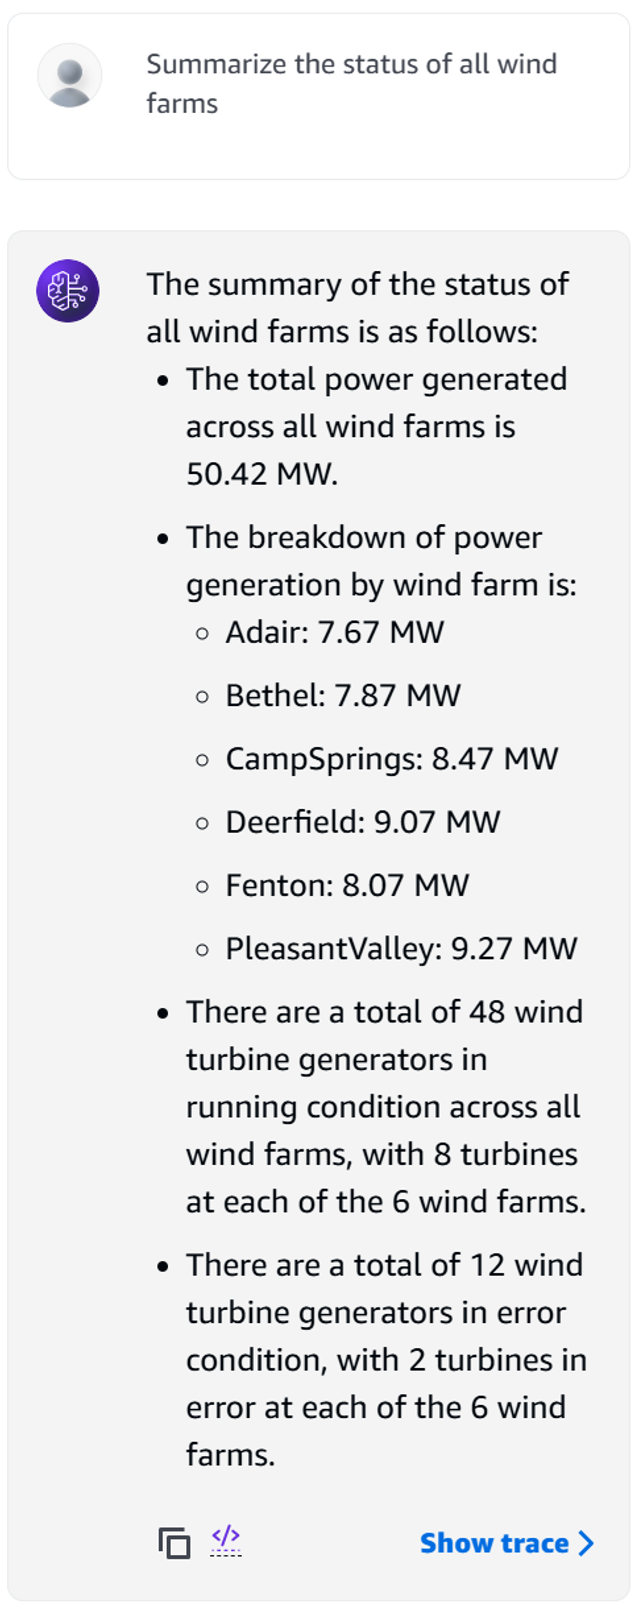 Summarize the status of all wind
farms
The summary of the status of
all wind farms is as follows:
• The total power generated
across all wind farms is
50.42 MW.
• The breakdown of power
generation by wind farm is:
◦ Adair: 7.67 MW
◦ Bethel: 7.87 MW
◦ CampSprings: 8.47 MW
◦ Deerfield: 9.07 MW
◦ Fenton: 8.07 MW
◦ PleasantValley: 9.27 MW
• There are a total of 48 wind
turbine generators in
running condition across all
wind farms, with 8 turbines
at each of the 6 wind farms.
• There are a total of 12 wind
turbine generators in error
condition, with 2 turbines in
error at each of the 6 wind
farms.
</> Show trace >